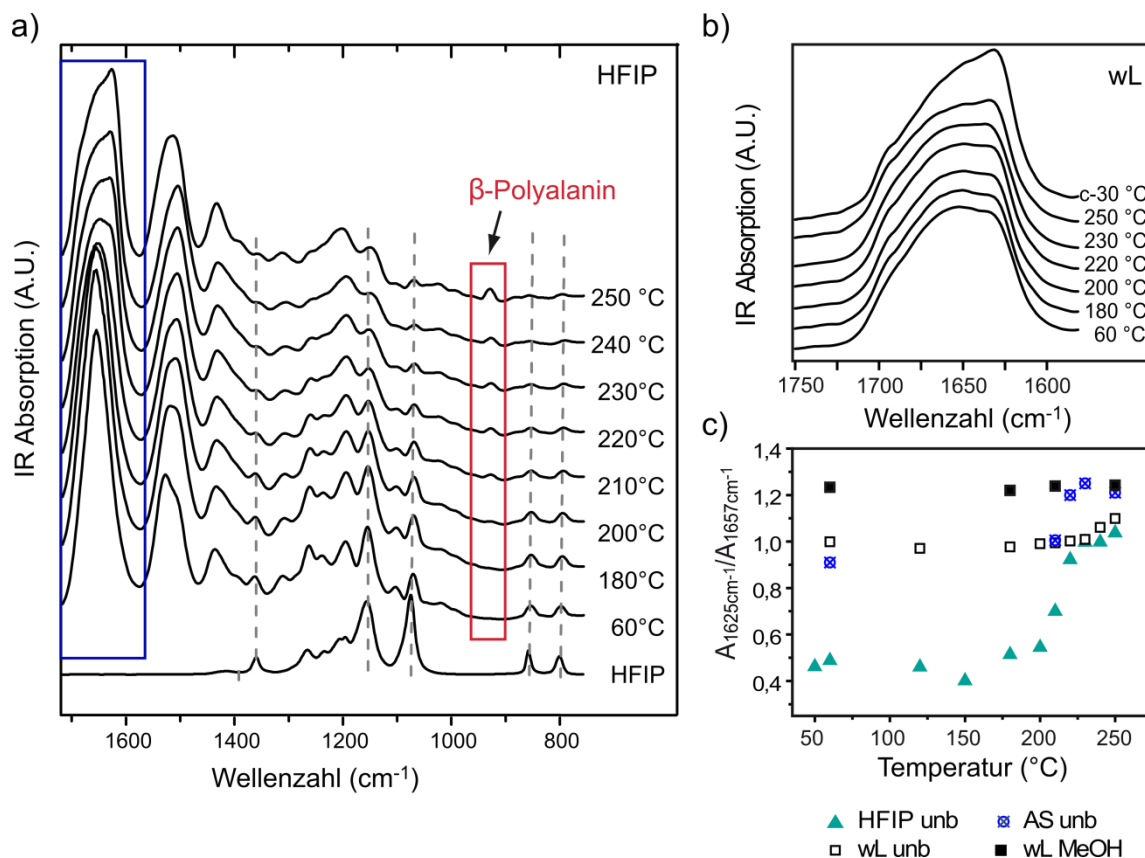 a)
HFIP
β-Polyalanin
IR Absorption (A.U.)
250 °C
240 °C
230°C
220°C
210°C
200°C
180°C
60°C
HFIP
1600 1400 1200 1000 800
Wellenzahl (cm-1)
b)
wL
IR Absorption (A.U.)
c-30 °C
250 °C
230 °C
220 °C
200 °C
180 °C
60 °C
1750 1700 1650 1600
Wellenzahl (cm-1)
c)
A1625cm-1/A1657cm-1
1,4
1,2
1,0
0,8
0,6
0,4
50 100 150 200 250
Temperatur (°C)
HFIP unb AS unb
wL unb wL MeOH